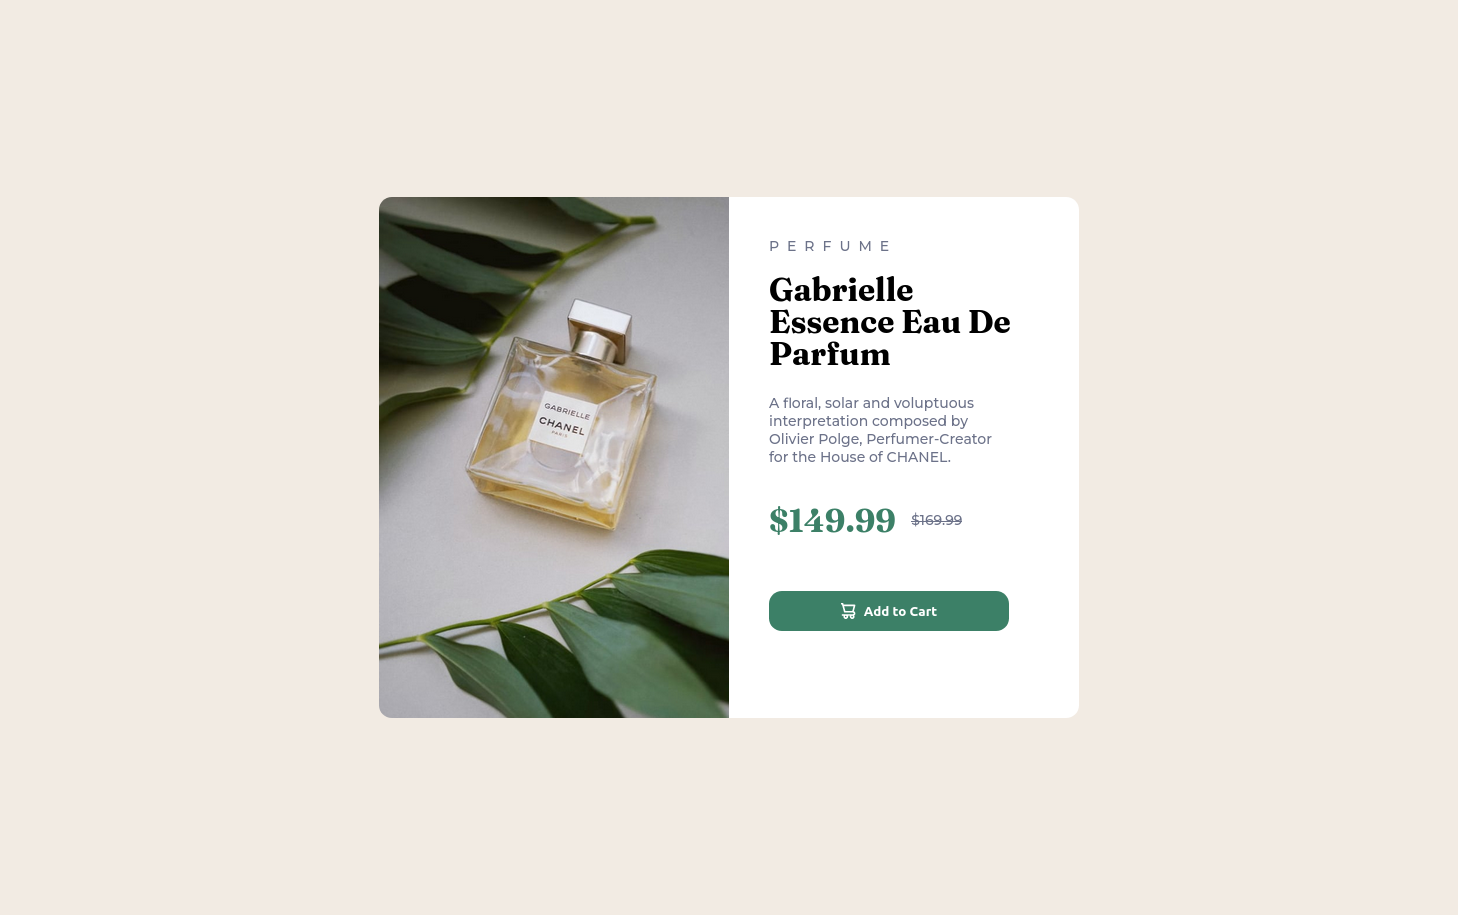 GABRIELLE
CHANEL
PARIS
PERFUME
Gabrielle
Essence Eau De
Parfum
A floral, solar and voluptuous
interpretation composed by
Olivier Polge, Perfumer-Creator
for the House of CHANEL.
$149.99 $169.99
Add to Cart